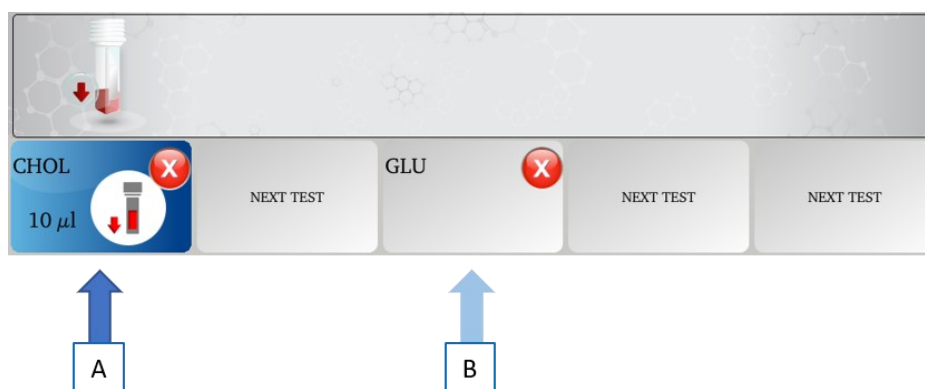 CHOL X
10 μl
NEXT TEST
GLU X
NEXT TEST
NEXT TEST
A
B